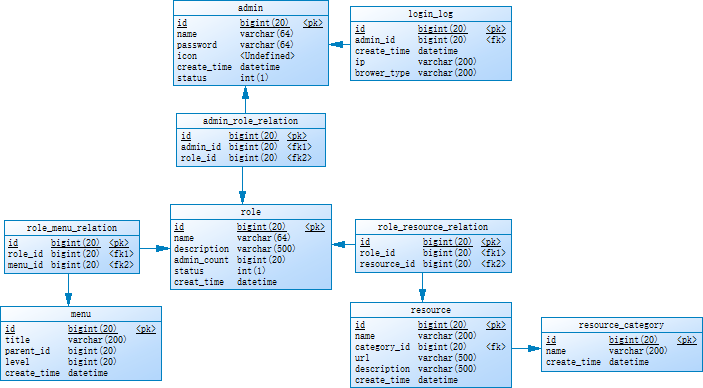 admin
id bigint(20) <pk>
name varchar(64)
password varchar(64)
icon <Undefined>
create_time datetime
status int(1)
login_log
id bigint(20) <pk>
admin_id bigint(20) <fk>
create_time datetime
ip varchar(200)
brower_type varchar(200)
admin_role_relation
id bigint(20) <pk>
admin_id bigint(20) <fk1>
role_id bigint(20) <fk2>
role
id bigint(20) <pk>
name varchar(64)
description varchar(500)
admin_count bigint(20)
status int(1)
creat_time datetime
role_menu_relation
id bigint(20) <pk>
role_id bigint(20) <fk1>
menu_id bigint(20) <fk2>
role_resource_relation
id bigint(20) <pk>
role_id bigint(20) <fk1>
resource_id bigint(20) <fk2>
menu
id bigint(20) <pk>
title varchar(200)
parent_id bigint(20)
level bigint(20)
create_time datetime
resource
id bigint(20) <pk>
name varchar(200)
category_id bigint(20) <fk>
url varchar(500)
description varchar(500)
create_time datetime
resource_category
id bigint(20) <pk>
name varchar(200)
create_time datetime